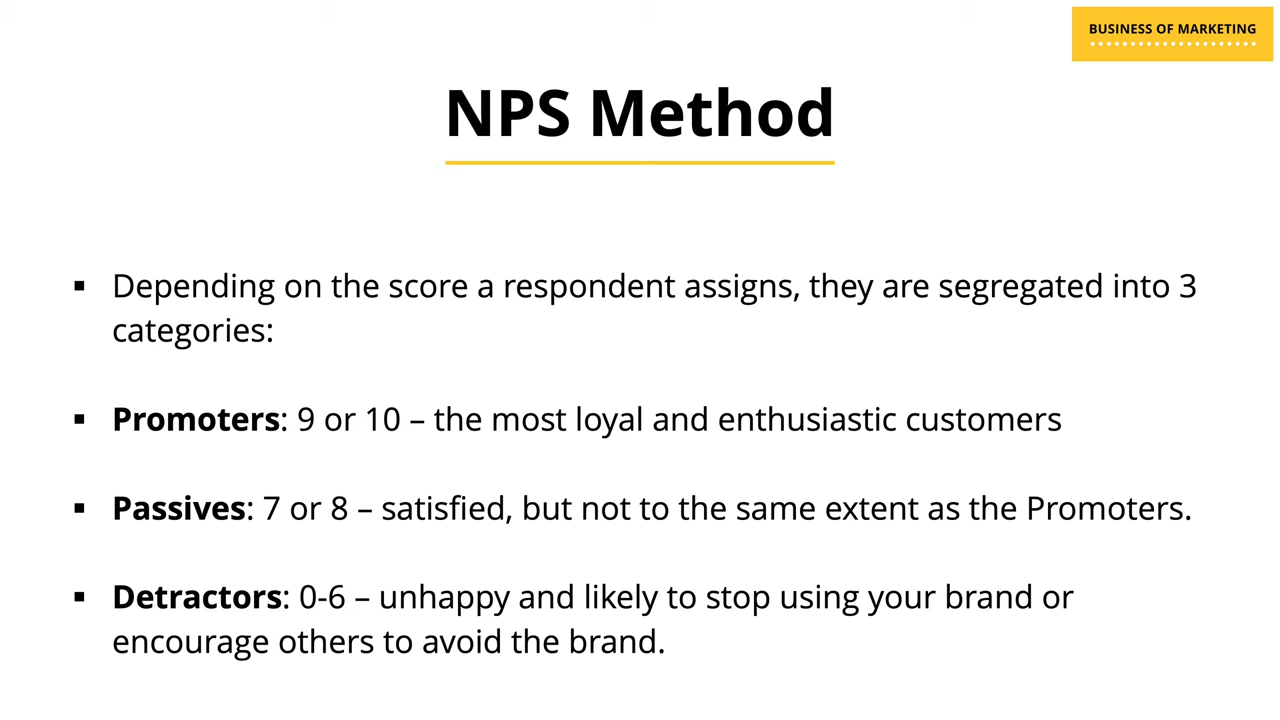 BUSINESS OF MARKETING
NPS Method
▪ Depending on the score a respondent assigns, they are segregated into 3
categories:
▪ Promoters: 9 or 10 – the most loyal and enthusiastic customers
▪ Passives: 7 or 8 – satisfied, but not to the same extent as the Promoters.
▪ Detractors: 0-6 – unhappy and likely to stop using your brand or
encourage others to avoid the brand.